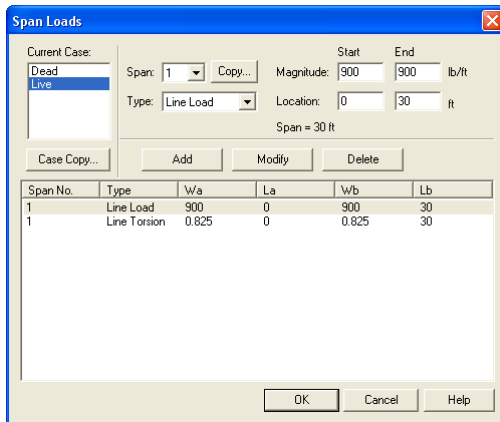 Span Loads
Current Case:
Dead
Live
Case Copy...
Span: 1 Copy...
Type: Line Load
Start End
Magnitude: 900 900 lb/ft
Location: 0 30 ft
Span = 30 ft
Add Modify Delete
Span No. Type Wa La Wb Lb
1 Line Load 900 0 900 30
1 Line Torsion 0.825 0 0.825 30
OK Cancel Help